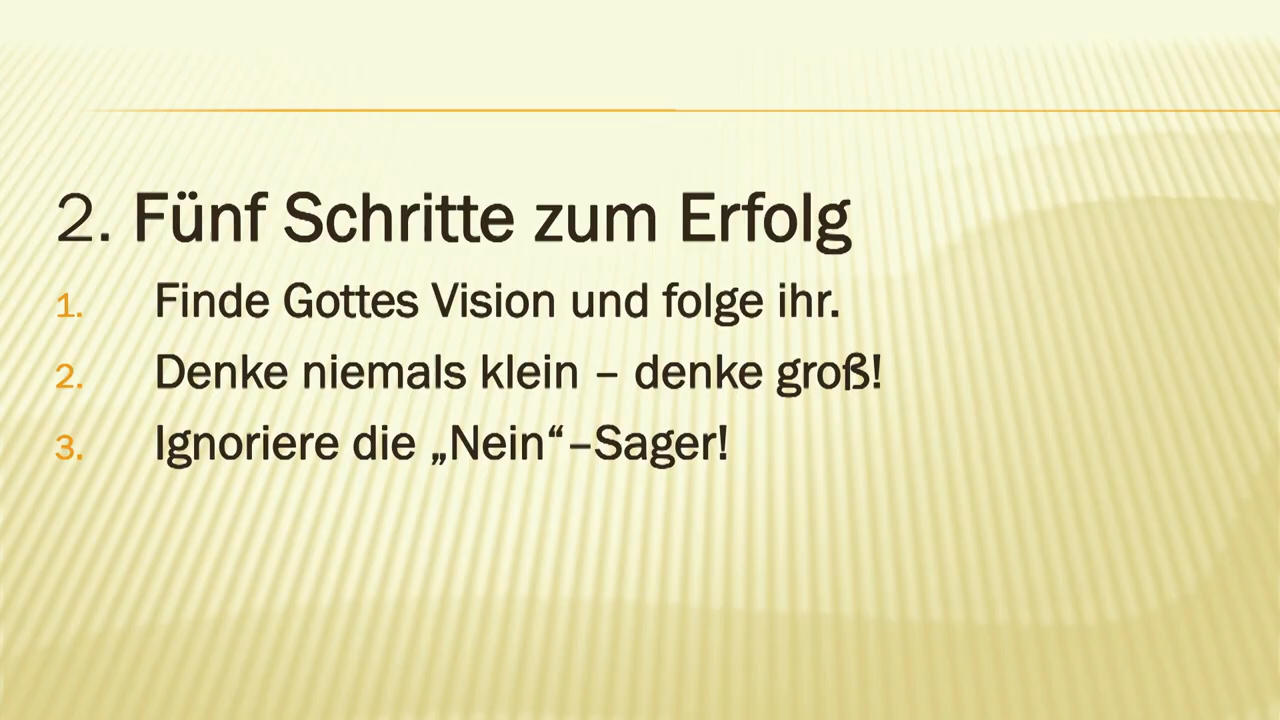 2. Fünf Schritte zum Erfolg
1. Finde Gottes Vision und folge ihr.
2. Denke niemals klein – denke groß!
3. Ignoriere die „Nein“–Sager!